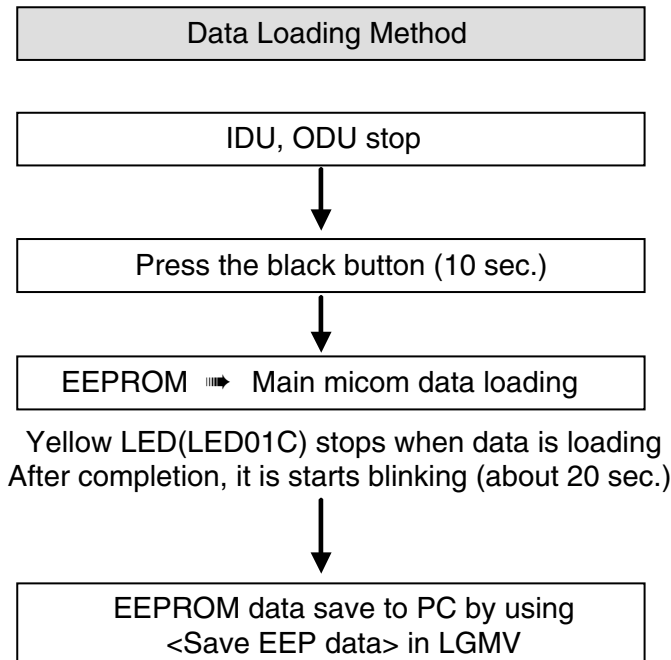 Data Loading Method
IDU, ODU stop
Press the black button (10 sec.)
EEPROM ➠ Main micom data loading
Yellow LED(LED01C) stops when data is loading
After completion, it is starts blinking (about 20 sec.)
EEPROM data save to PC by using
<Save EEP data> in LGMV